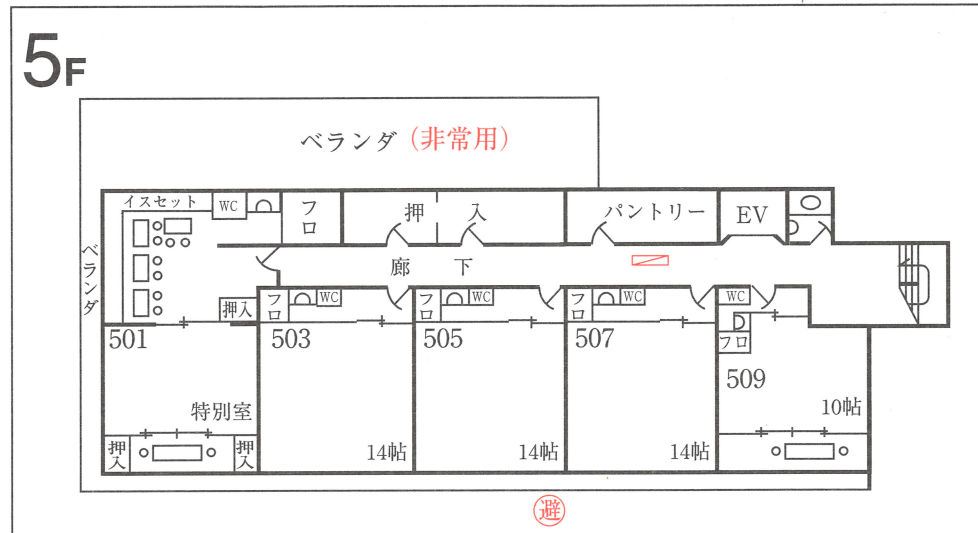 5F
ベランダ(非常用)
イスセット
WC
フロ
押入
パントリー
EV
ベランダ
廊下
押入
フロ
WC
フロ
WC
フロ
WC
WC
フロ
501
503
505
507
509
特別室
10帖
押入
押入
14帖
14帖
14帖
避